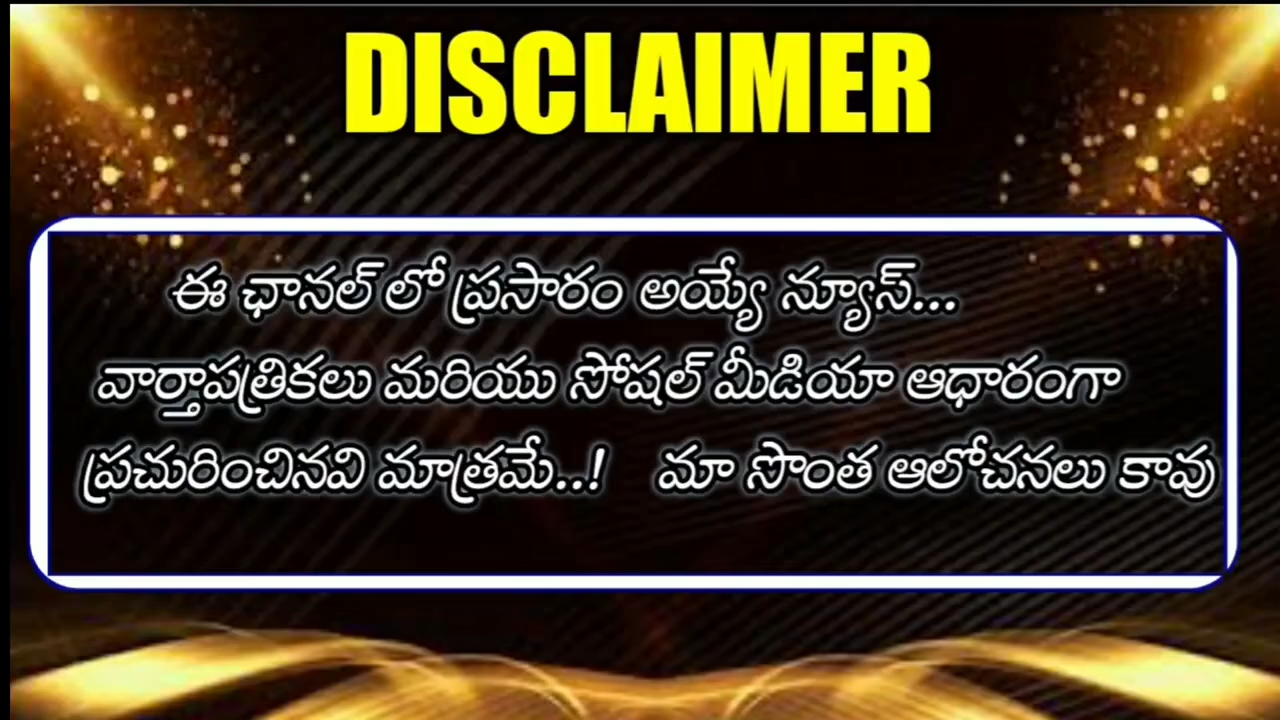 DISCLAIMER
ఈ ఛానల్ లో ప్రసారం అయ్యే న్యూస్...
వార్తాపత్రికలు మరియు సోషల్ మీడియా ఆధారంగా
ప్రచురించినవి మాత్రమే..! మా సొంత ఆలోచనలు కావు